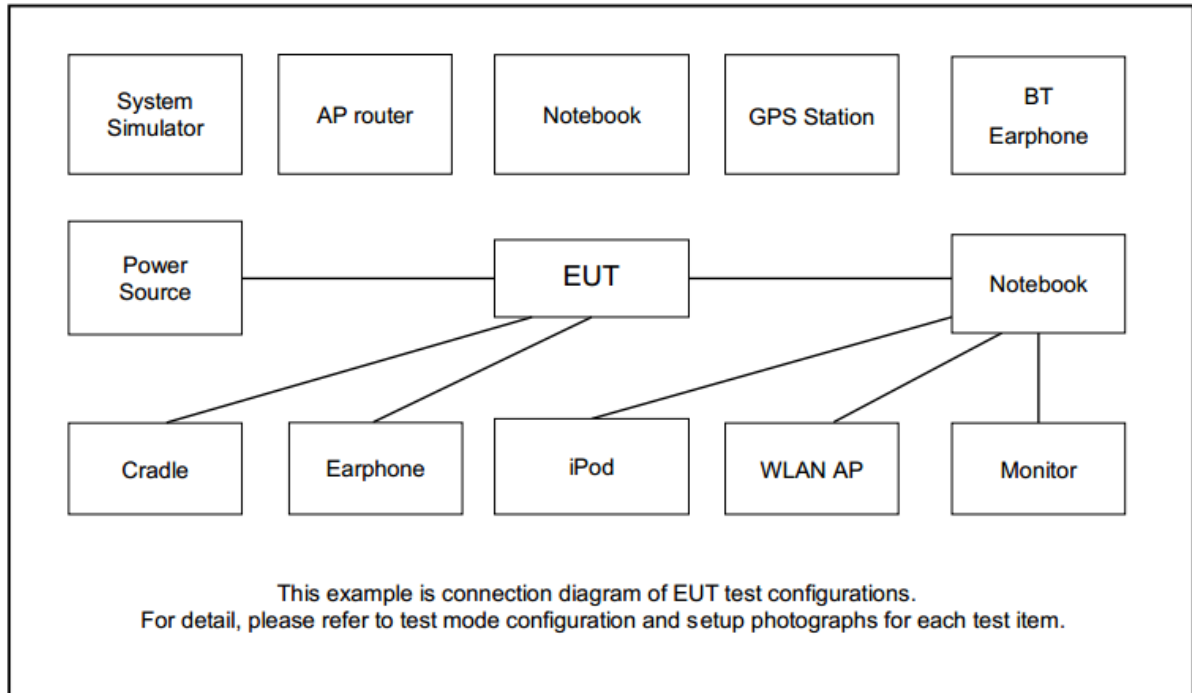 System
Simulator
AP router
Notebook
GPS Station
BT
Earphone
Power
Source
EUT
Notebook
Cradle
Earphone
iPod
WLAN AP
Monitor
This example is connection diagram of EUT test configurations.
For detail, please refer to test mode configuration and setup photographs for each test item.